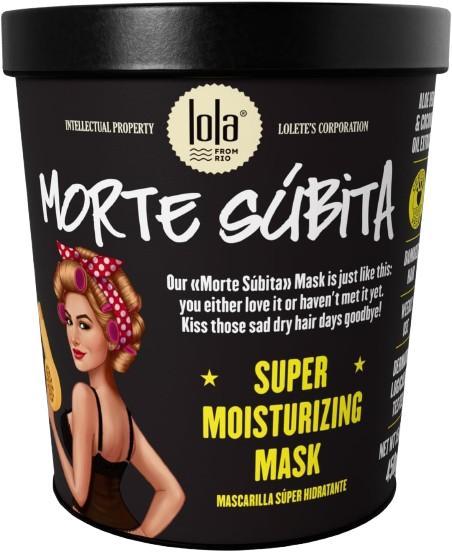 INTELLECTUAL PROPERTY
lola®
FROM
RIO
LOLETE'S CORPORATION
MORTE SÚBITA
Our «Morte Súbita» Mask is just like this:
you either love it or haven't met it yet.
Kiss those sad dry hair days goodbye!
SUPER
MOISTURIZING
MASK
MASCARILLA SÚPER HIDRATANTE